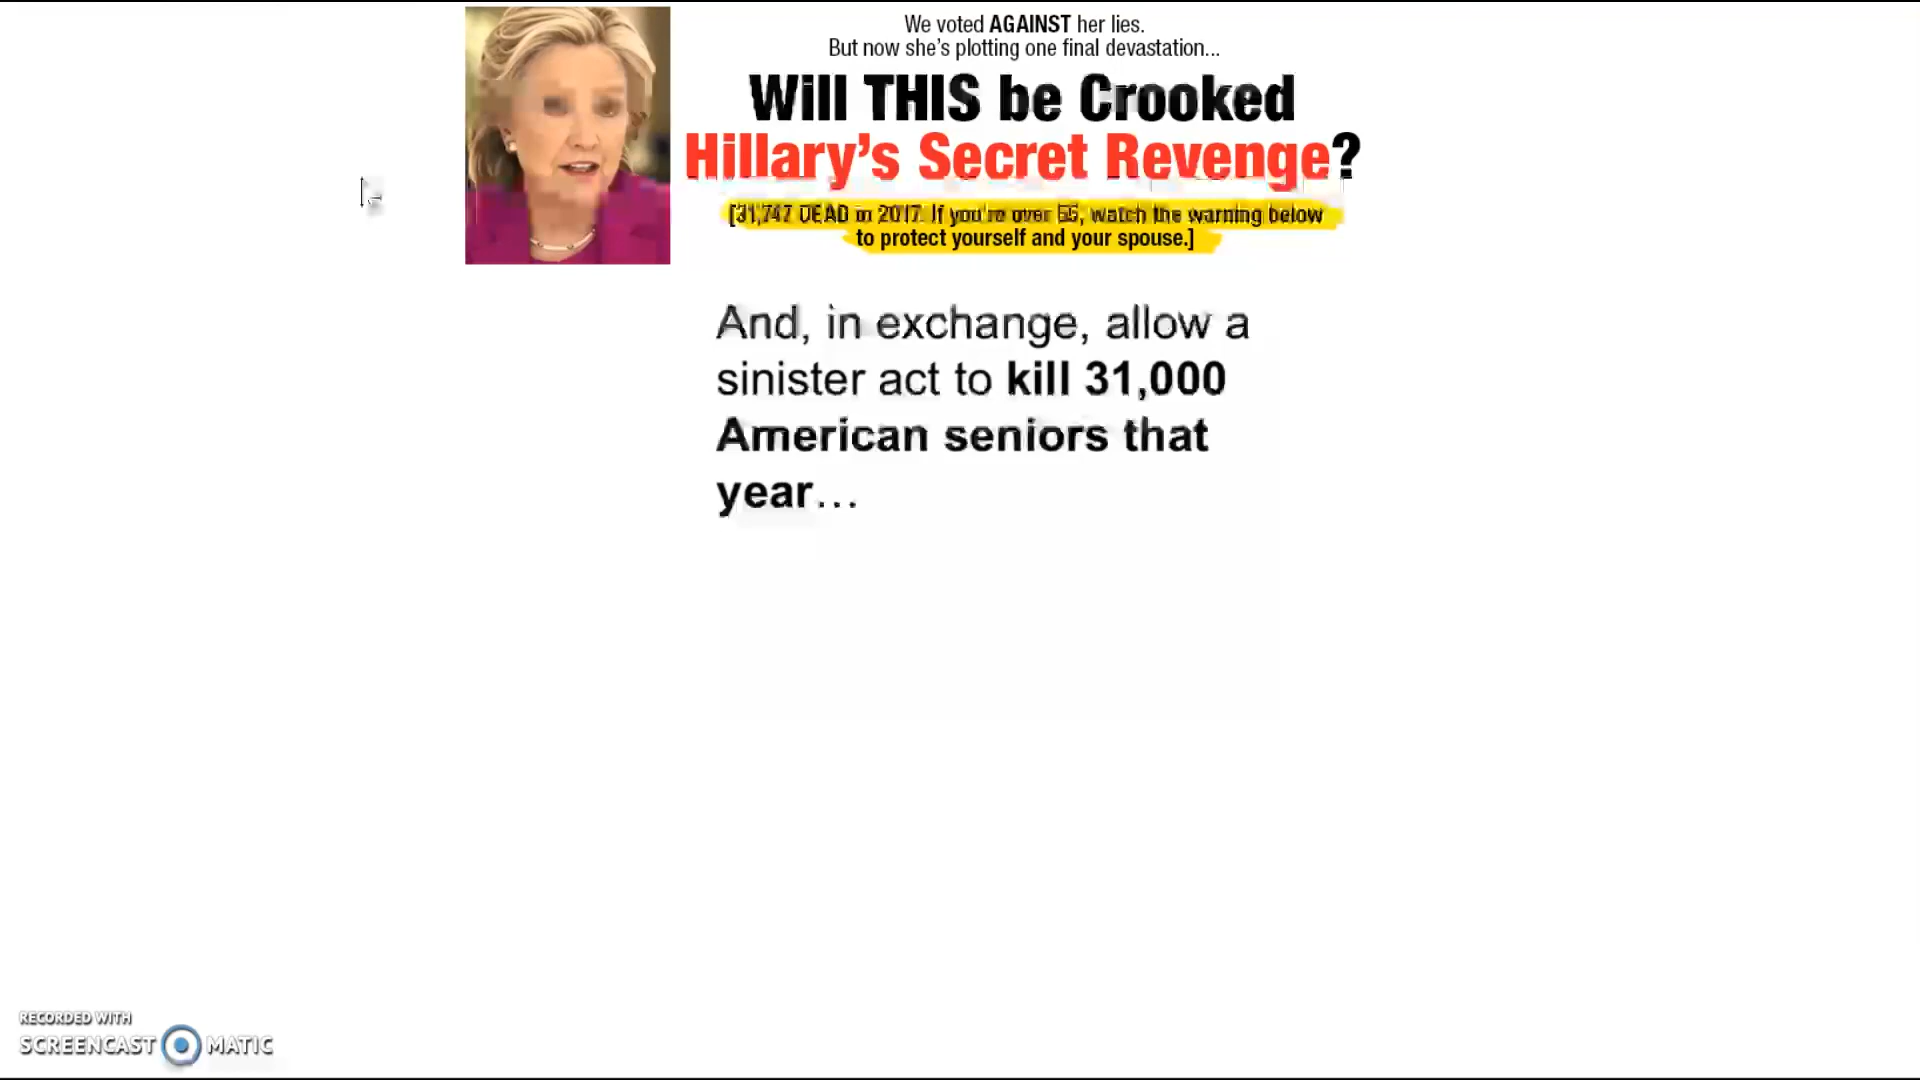 We voted AGAINST her lies.
But now she's plotting one final devastation...
Will THIS be Crooked
Hillary's Secret Revenge?
[31,747 DEAD in 2017. If you're over 55, watch the warning below
to protect yourself and your spouse.]
And, in exchange, allow a
sinister act to kill 31,000
American seniors that
year...
RECORDED WITH
SCREENCAST MATIC